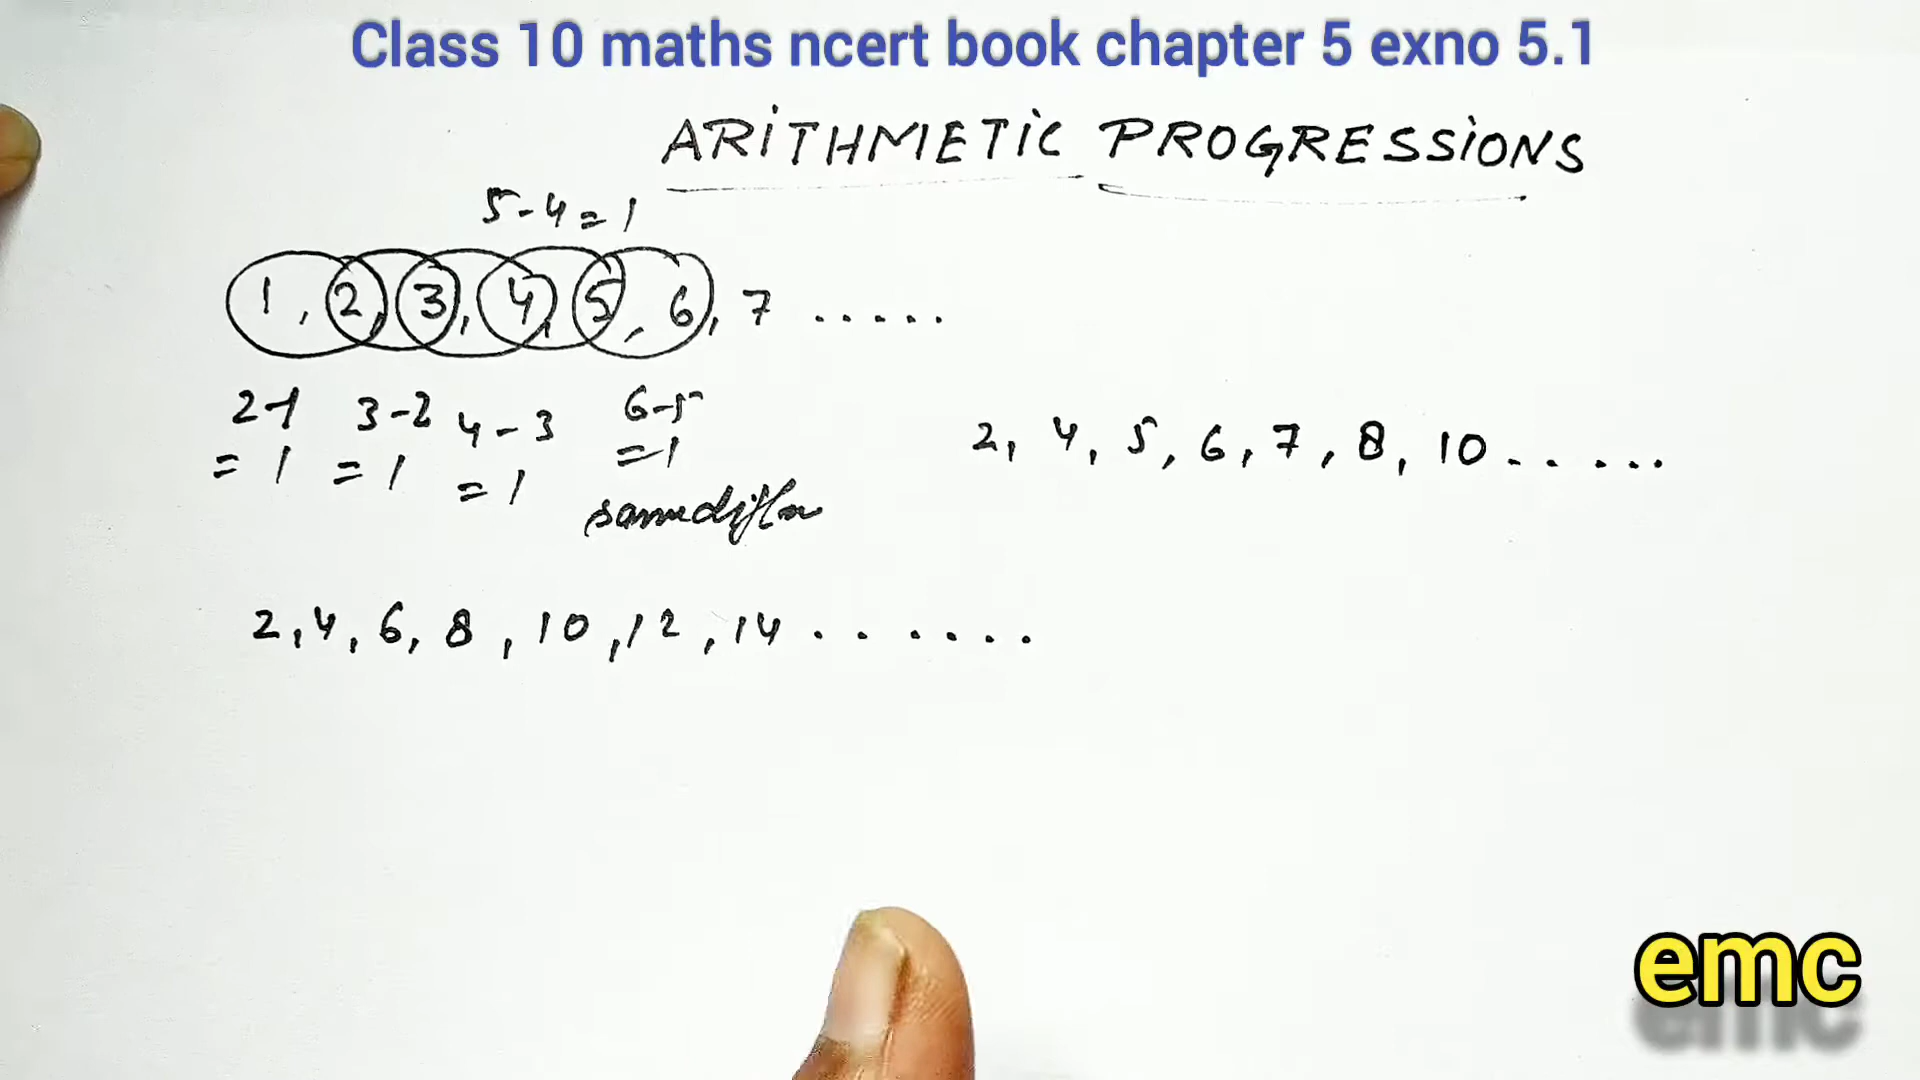 Class 10 maths ncert book chapter 5 exno 5.1
ARITHMETIC PROGRESSIONS
5-4=1
1, 2, 3, 4, 5, 6, 7 .....
2-1 3-2 4-3 6-5
=1 =1 =1 =1
same
2, 4, 5, 6, 7, 8, 10.....
2,4,6,8,10,12,14.......
emc